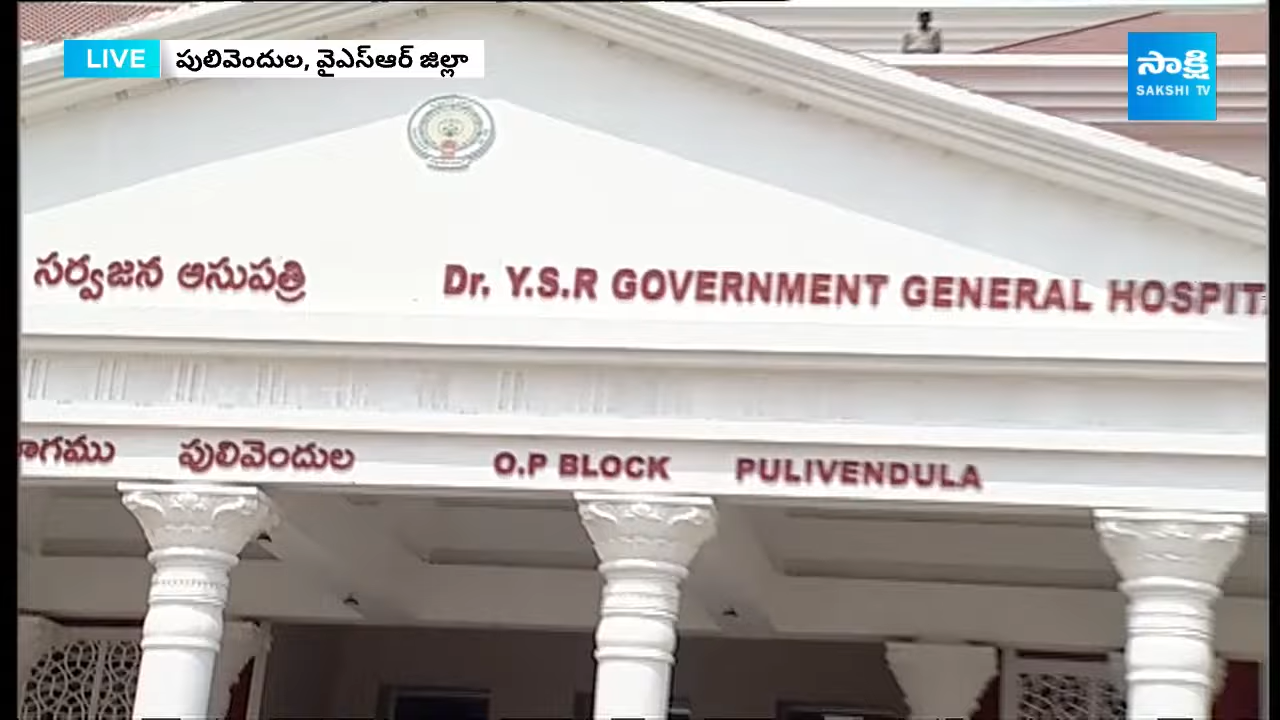 LIVE పులివెందుల, వైఎస్ఆర్ జిల్లా
సాక్షి
SAKSHI TV
సర్వజన ఆసుపత్రి Dr. Y.S.R GOVERNMENT GENERAL
పులివెందుల O.P BLOCK PULIVENDULA